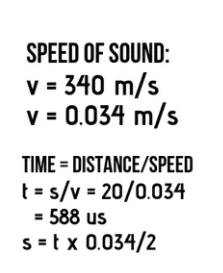 SPEED OF SOUND:
v = 340 m/s
v = 0.034 m/s
TIME = DISTANCE/SPEED
t = s/v = 20/0.034
= 588 us
s = t x 0.034/2